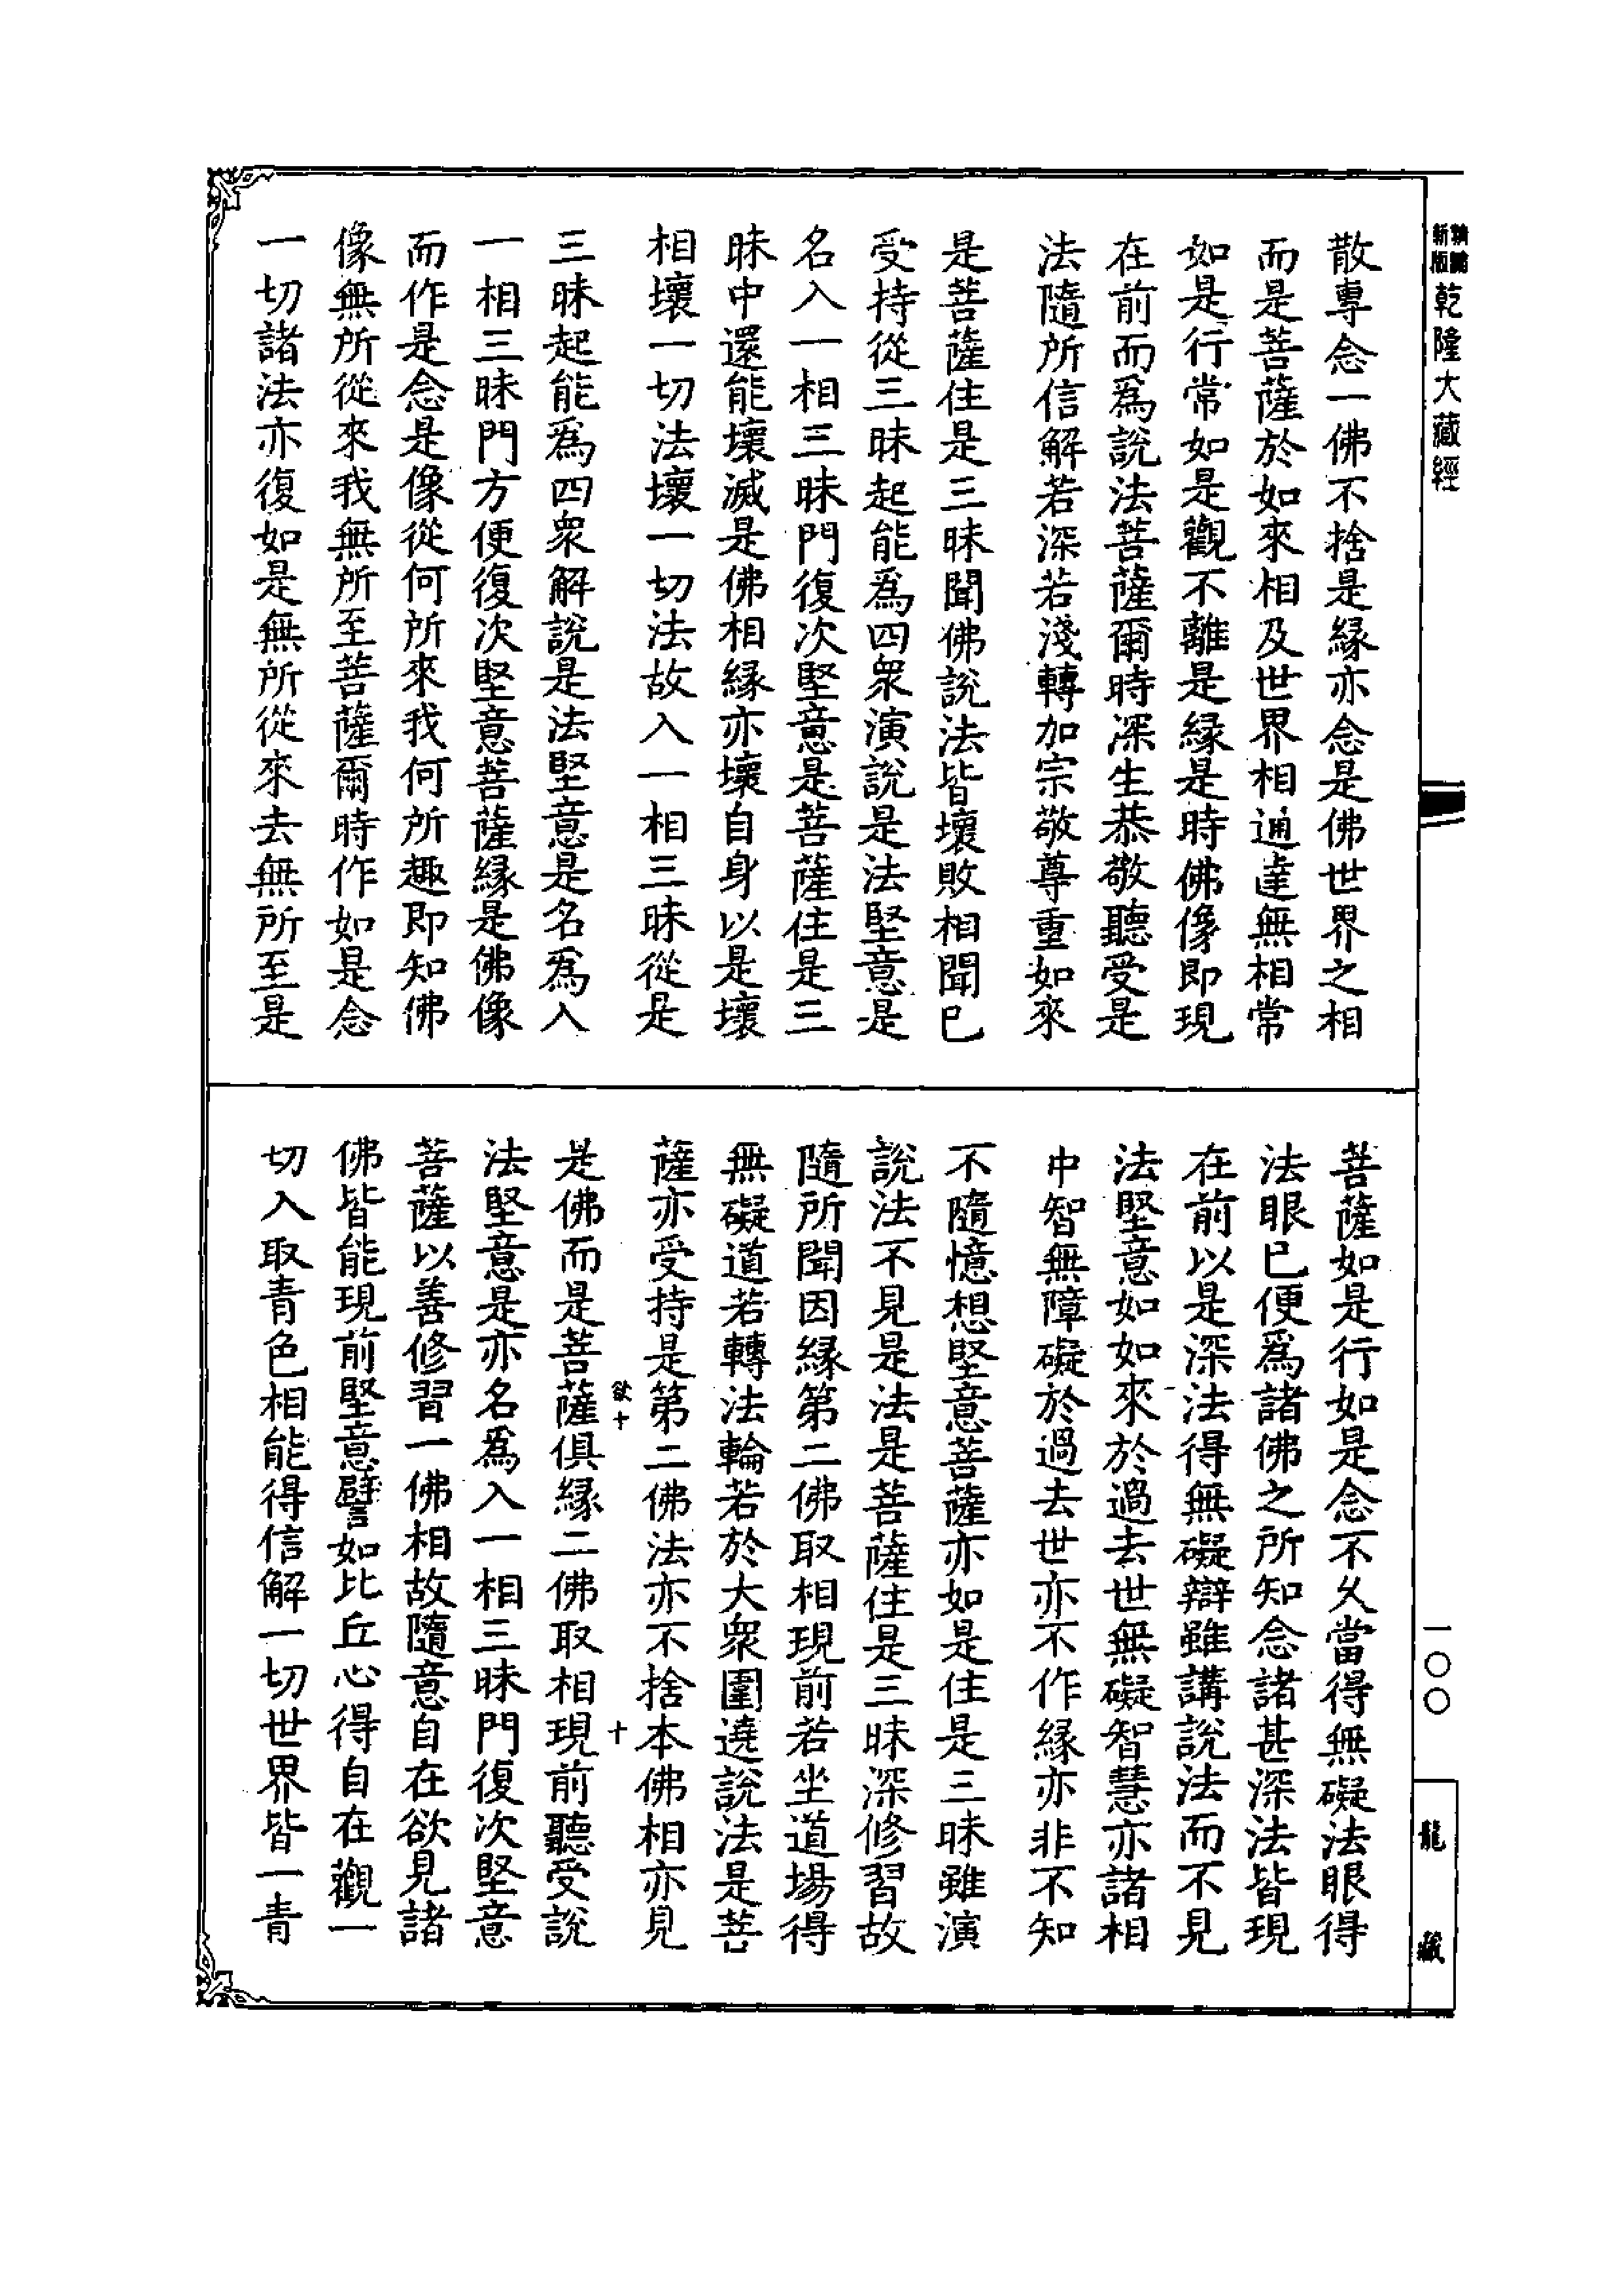 新版
乾隆大藏經
散專念一佛不捨是緣亦念是佛世界之相
而是菩薩於如來相及世界相通達無相常
如是行常如是觀不離是緣是時佛像即現
在前而爲說法菩薩爾時深生恭敬聽受是
法隨所信解若深若淺轉加宗敬尊重如來
是菩薩住是三昧聞佛說法皆壞敗相聞已
受持從三昧起能爲四衆演說是法堅意是
名入一相三昧門復次堅意是菩薩住是三
昧中還能壞滅是佛相緣亦壞自身以是壞
相壞一切法壞一切法故入一相三昧從是
三昧起能爲四衆解說是法堅意是名爲入
一相三昧門方便復次堅意菩薩緣是佛像
而作是念是像從何所來我何所趣即知佛
像無所從來我無所至菩薩爾時作如是念
一切諸法亦復如是無所從來去無所至是
菩薩如是行如是念不久當得無礙法眼得
法眼已便爲諸佛之所知念諸甚深法皆現
在前以是深法得無礙辯雖講說法而不見
法堅意如如來於過去世無礙智慧亦諸相
中智無障礙於過去世亦不作緣亦非不知
不隨憶想堅意菩薩亦如是住是三昧雖演
說法不見是法是菩薩住是三昧深修習故
隨所聞因緣第二佛取相現前若坐道場得
無礙道若轉法輪若於大衆圍遶說法是菩
薩亦受持是第二佛法亦不捨本佛相亦見
欲十
十
是佛而是菩薩俱緣二佛取相現前聽受說
法堅意是亦名爲入一相三昧門復次堅意
菩薩以善修習一佛相故隨意自在欲見諸
佛皆能現前堅意譬如比丘心得自在觀一
切入取青色相能得信解一切世界皆一青
一〇〇
龍藏